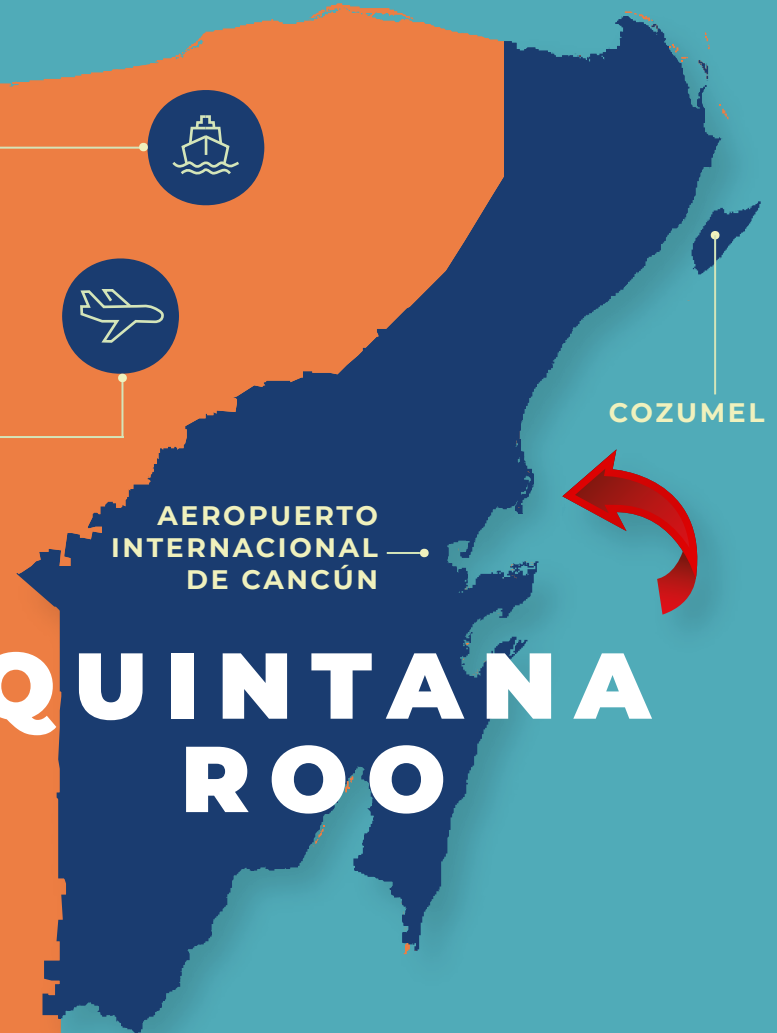 COZUMEL
AEROPUERTO
INTERNACIONAL
DE CANCÚN
QUINTANA
ROO